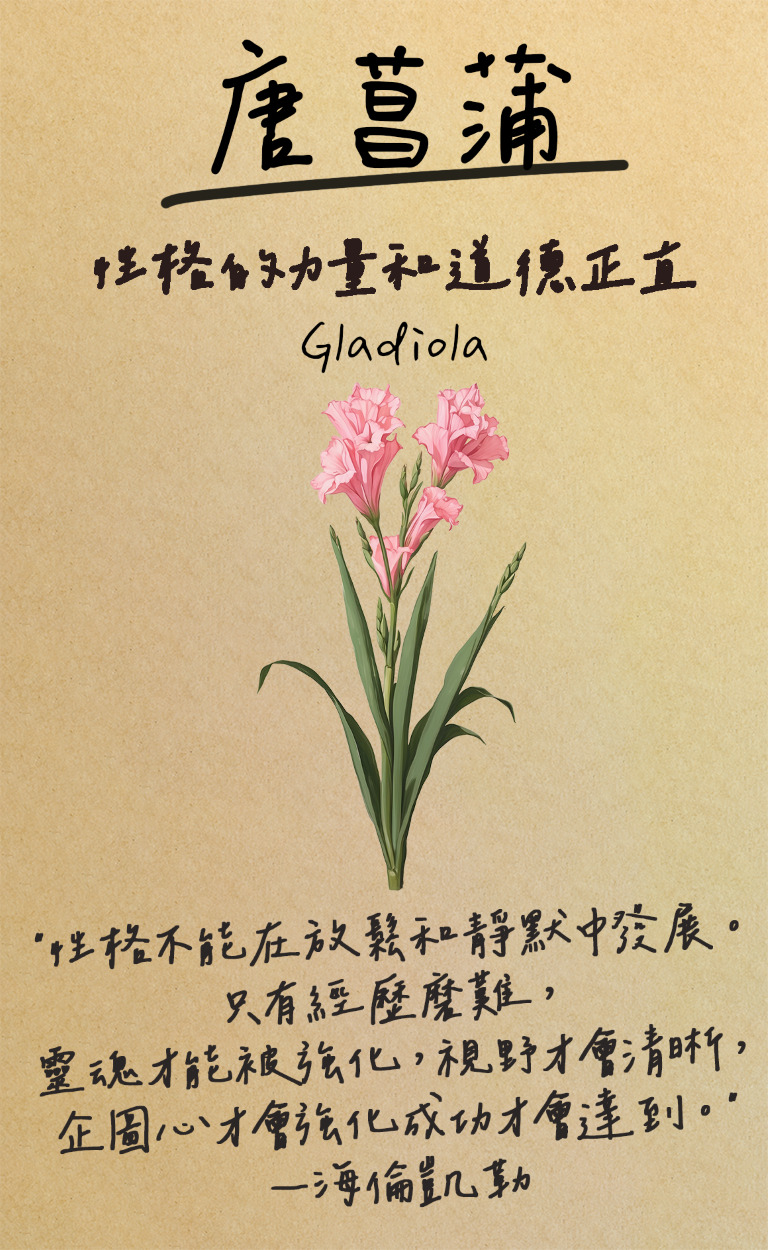 唐菖蒲
性格的力量和道德正直
Gladiola
"性格不能在放鬆和靜默中發展。
只有經歷磨難，
靈魂才能被強化，視野才會清晰，
企圖心才會強化成功才會達到。"
—海倫凱勒